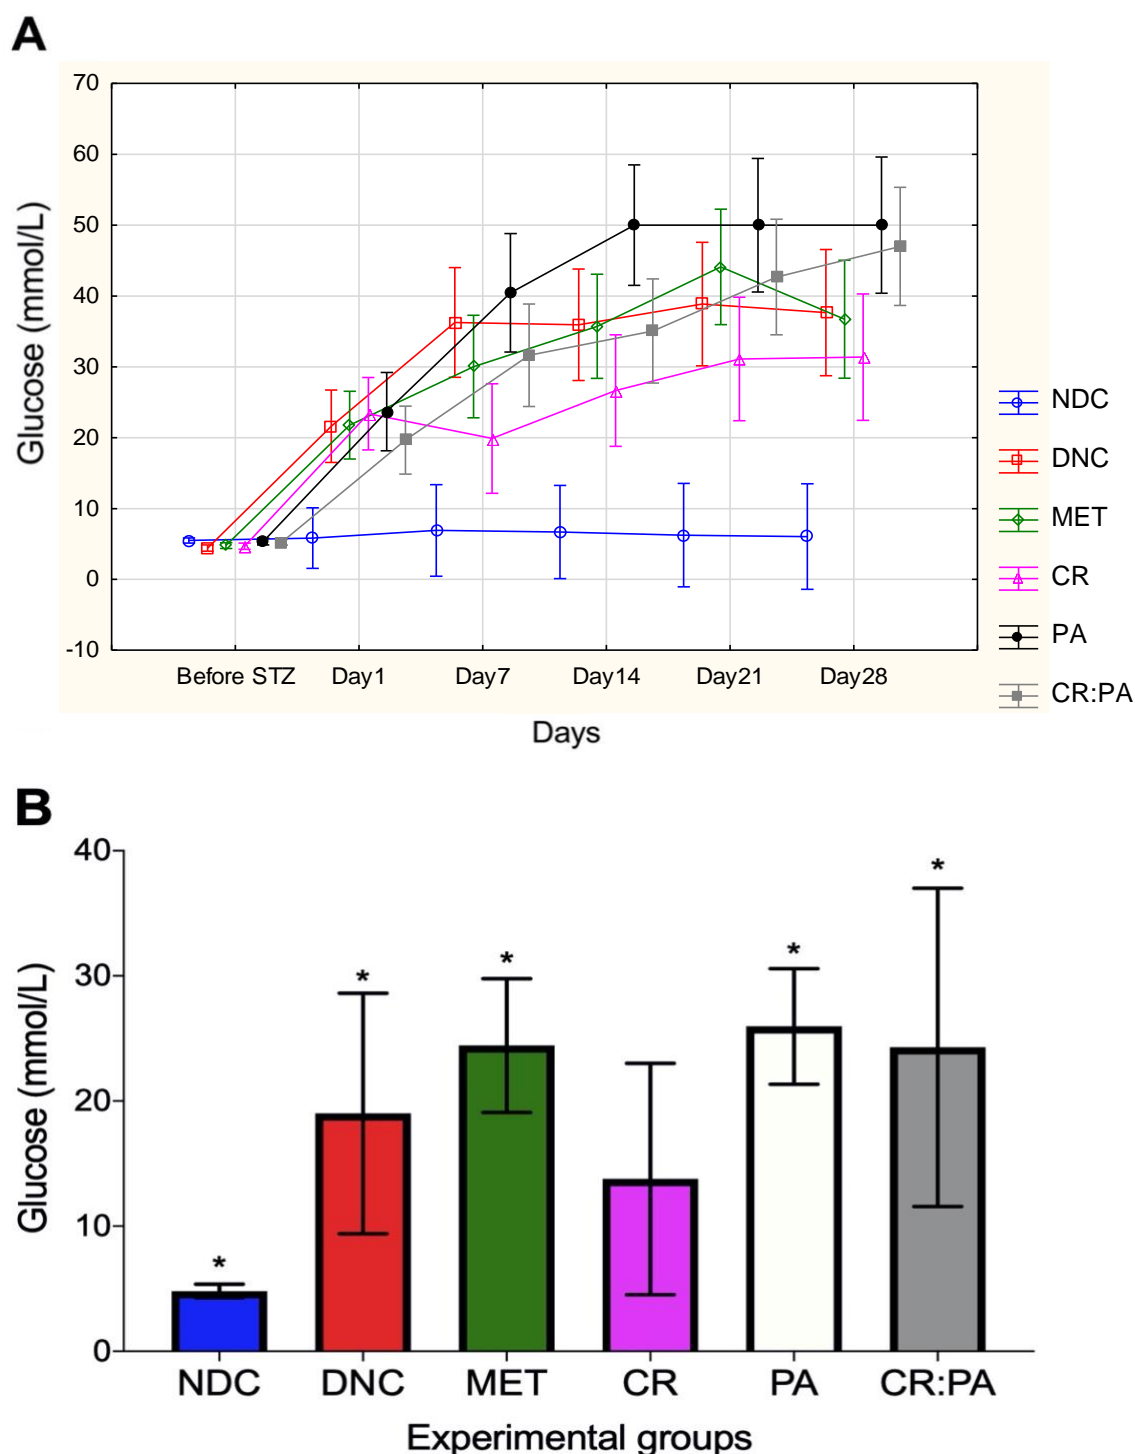 A
Glucose (mmol/L)
70
60
50
40
30
20
10
0
-10
Before STZ Day1 Day7 Day14 Day21 Day28
Days
NDC
DNC
MET
CR
PA
CR:PA
B
Glucose (mmol/L)
40
30
20
10
0
* * * * *
NDC DNC MET CR PA CR:PA
Experimental groups